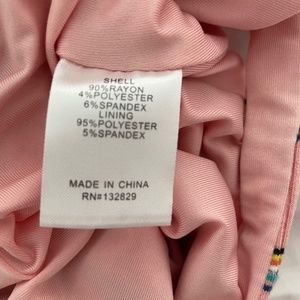 SHELL
90%RAYON
4%POLYESTER
6%SPANDEX
LINING
95%POLYESTER
5%SPANDEX
MADE IN CHINA
RN#132829